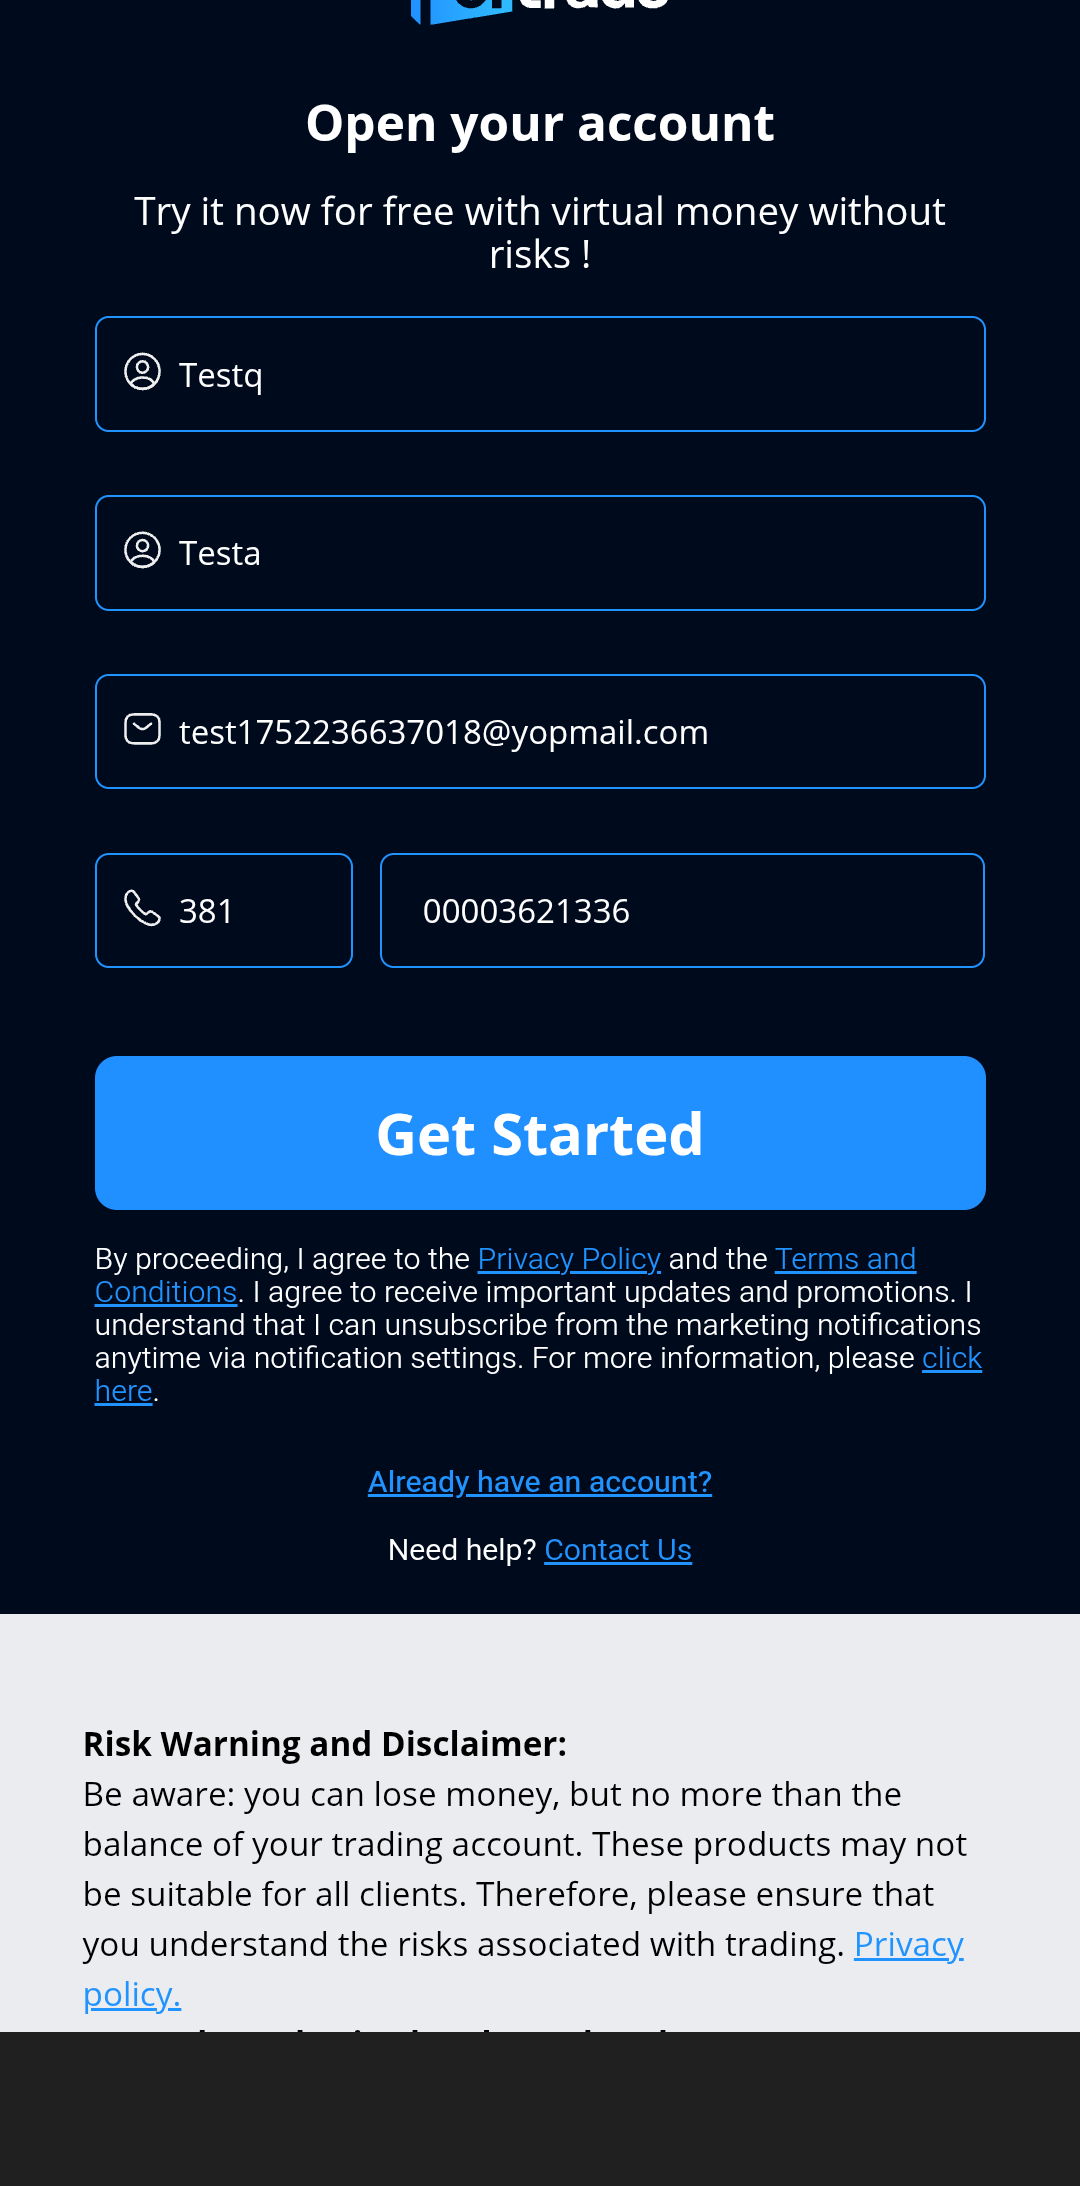 Open your account
Try it now for free with virtual money without
risks !
Testq
Testa
test1752236637018@yopmail.com
381
00003621336
Get Started
By proceeding, I agree to the Privacy Policy and the Terms and
Conditions. I agree to receive important updates and promotions. I
understand that I can unsubscribe from the marketing notifications
anytime via notification settings. For more information, please click
here.
Already have an account?
Need help? Contact Us
Risk Warning and Disclaimer:
Be aware: you can lose money, but no more than the
balance of your trading account. These products may not
be suitable for all clients. Therefore, please ensure that
you understand the risks associated with trading. Privacy
policy.